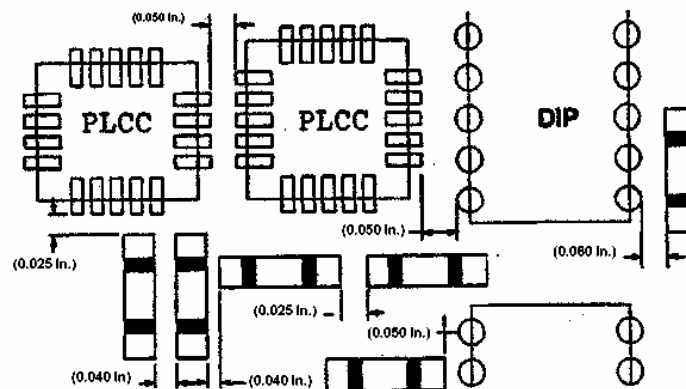 (0.050 In.)
PLCC
PLCC
DIP
(0.050 In.)
(0.060 In.)
(0.025 In.)
(0.025 In.)
(0.050 In.)
(0.040 In)
(0.040 In.)